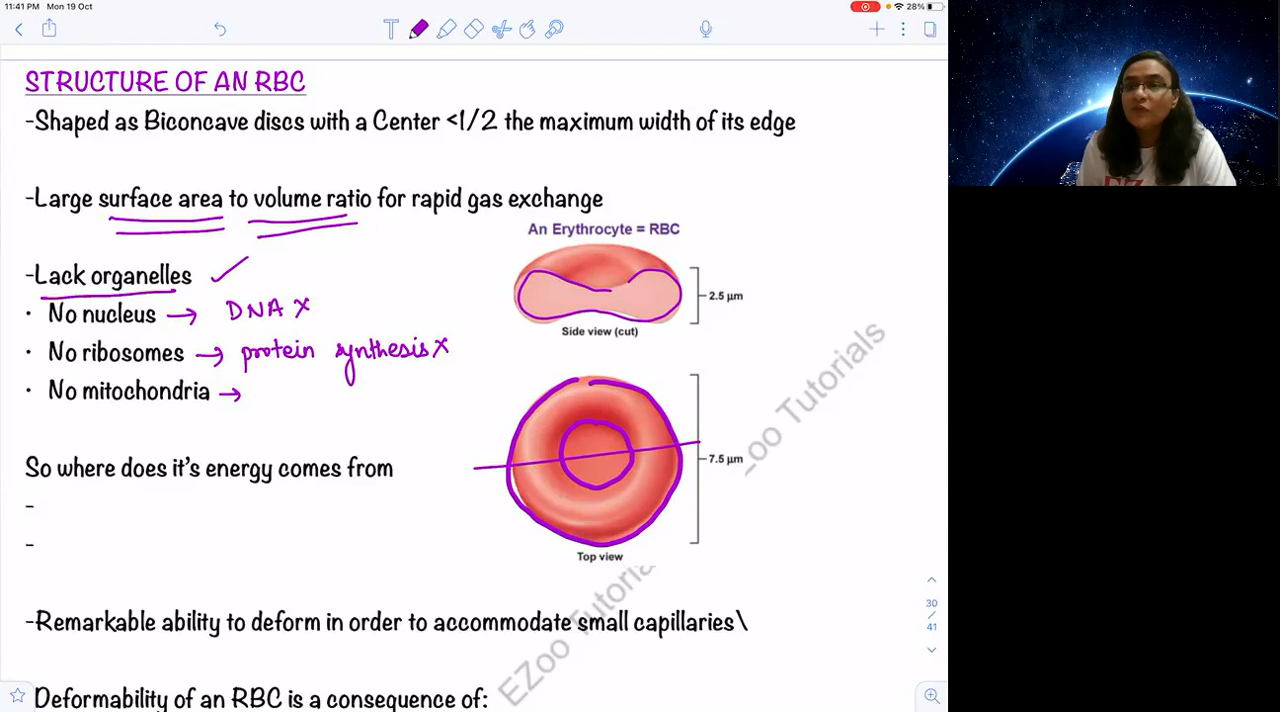 11:41 PM Mon 19 Oct
28%
T
STRUCTURE OF AN RBC
-Shaped as Biconcave discs with a Center <1/2 the maximum width of its edge
-Large surface area to volume ratio for rapid gas exchange
An Erythrocyte = RBC
-Lack organelles ✓
2.5 µm
· No nucleus → DNA X
Side view (cut)
· No ribosomes → protein synthesis X
· No mitochondria →
7.5 µm
So where does it's energy comes from
-
-
Top view
-Remarkable ability to deform in order to accommodate small capillaries\
30
/
41
Deformability of an RBC is a consequence of:
EZoo Tutorials
Zoo Tutorials
EZ